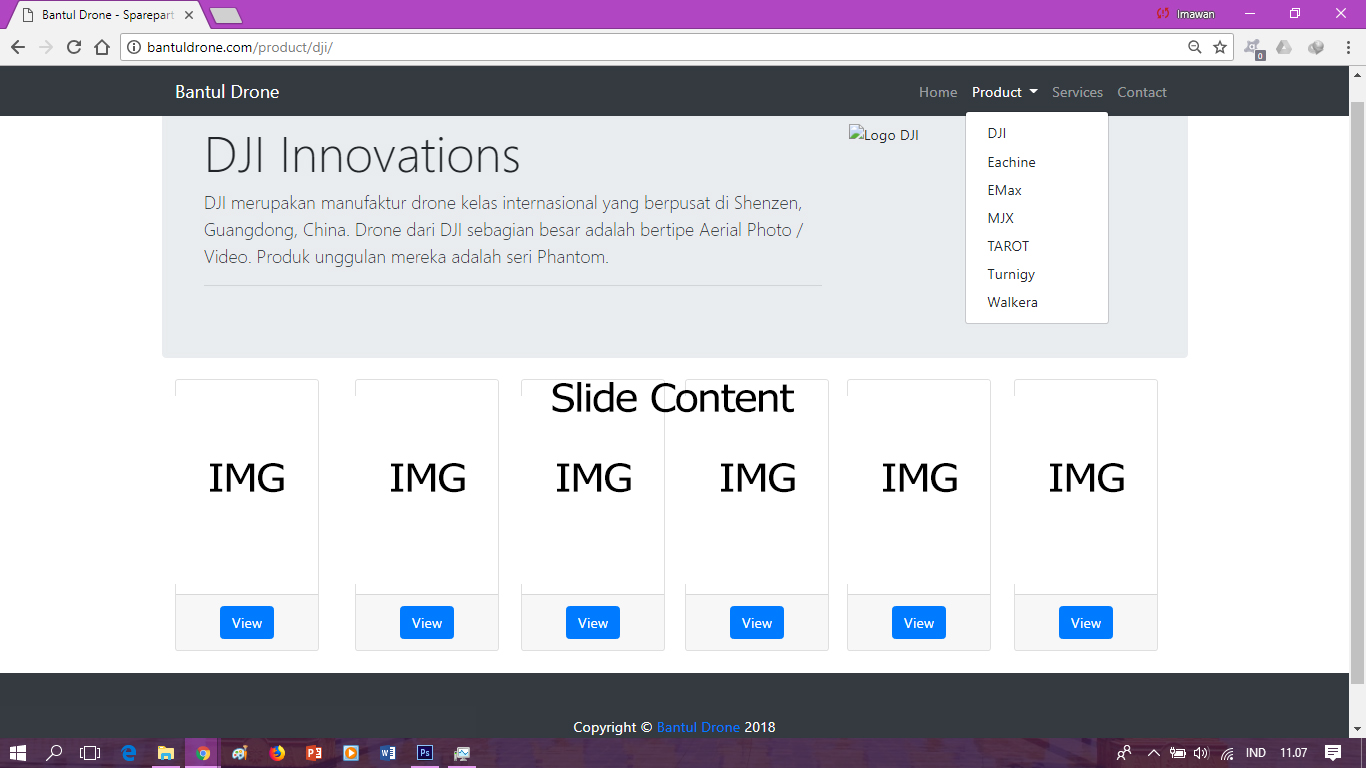 Bantul Drone - Sparepart
Imawan
bantuldrone.com/product/dji/
0
Bantul Drone
Home
Product
Services
Contact
DJI Innovations
Logo DJI
DJI merupakan manufaktur drone kelas internasional yang berpusat di Shenzen,
Guangdong, China. Drone dari DJI sebagian besar adalah bertipe Aerial Photo /
Video. Produk unggulan mereka adalah seri Phantom.
DJI
Eachine
EMax
MJX
TAROT
Turnigy
Walkera
Slide Content
IMG
IMG
IMG
IMG
IMG
IMG
View
View
View
View
View
View
Copyright © Bantul Drone 2018
IND
11.07